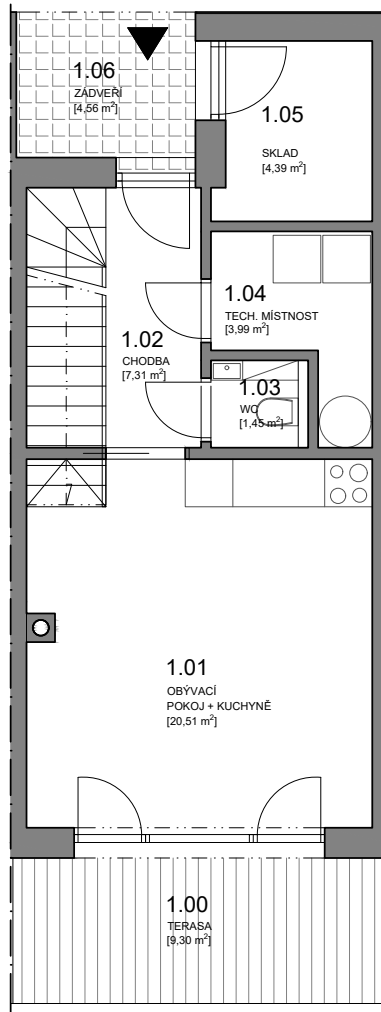 1.06
ZÁDVEŘÍ
[4,56 m²]
1.05
SKLAD
[4,39 m²]
1.04
TECH. MÍSTNOST
[3,99 m²]
1.02
CHODBA
[7,31 m²]
1.03
WC
[1,45 m²]
1.01
OBÝVACÍ
POKOJ + KUCHYNĚ
[20,51 m²]
1.00
TERASA
[9,30 m²]